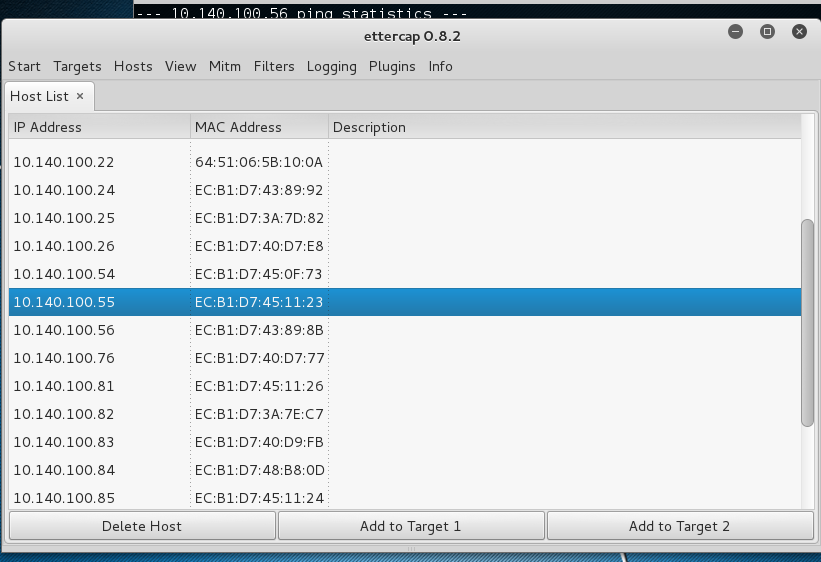 --- 10.140.100.56 ping statistics ---
ettercap 0.8.2
Start Targets Hosts View Mitm Filters Logging Plugins Info
Host List ×
IP Address MAC Address Description
10.140.100.22 64:51:06:5B:10:0A
10.140.100.24 EC:B1:D7:43:89:92
10.140.100.25 EC:B1:D7:3A:7D:82
10.140.100.26 EC:B1:D7:40:D7:E8
10.140.100.54 EC:B1:D7:45:0F:73
10.140.100.55 EC:B1:D7:45:11:23
10.140.100.56 EC:B1:D7:43:89:8B
10.140.100.76 EC:B1:D7:40:D7:77
10.140.100.81 EC:B1:D7:45:11:26
10.140.100.82 EC:B1:D7:3A:7E:C7
10.140.100.83 EC:B1:D7:40:D9:FB
10.140.100.84 EC:B1:D7:48:B8:0D
10.140.100.85 EC:B1:D7:45:11:24
Delete Host Add to Target 1 Add to Target 2